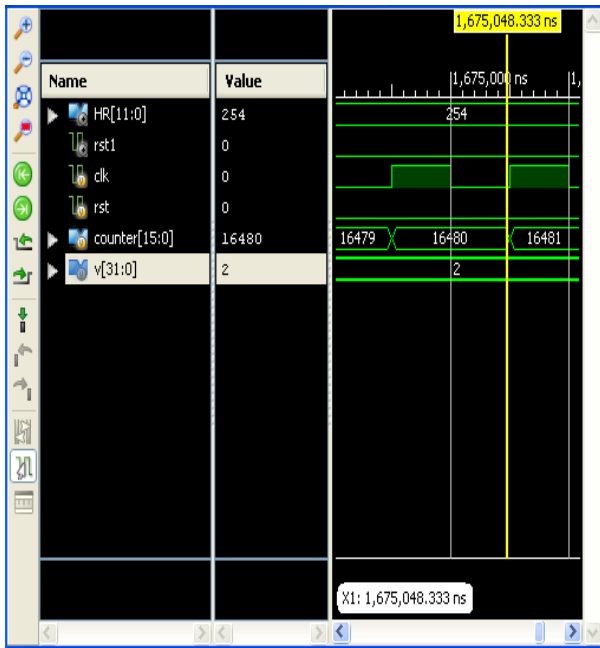 1,675,048.333 ns
Name Value
1,675,000 ns 1,
HR[11:0] 254 254
rst1 0
clk 0
rst 0
counter[15:0] 16480 16479 16480 16481
v[31:0] 2 2
X1: 1,675,048.333 ns